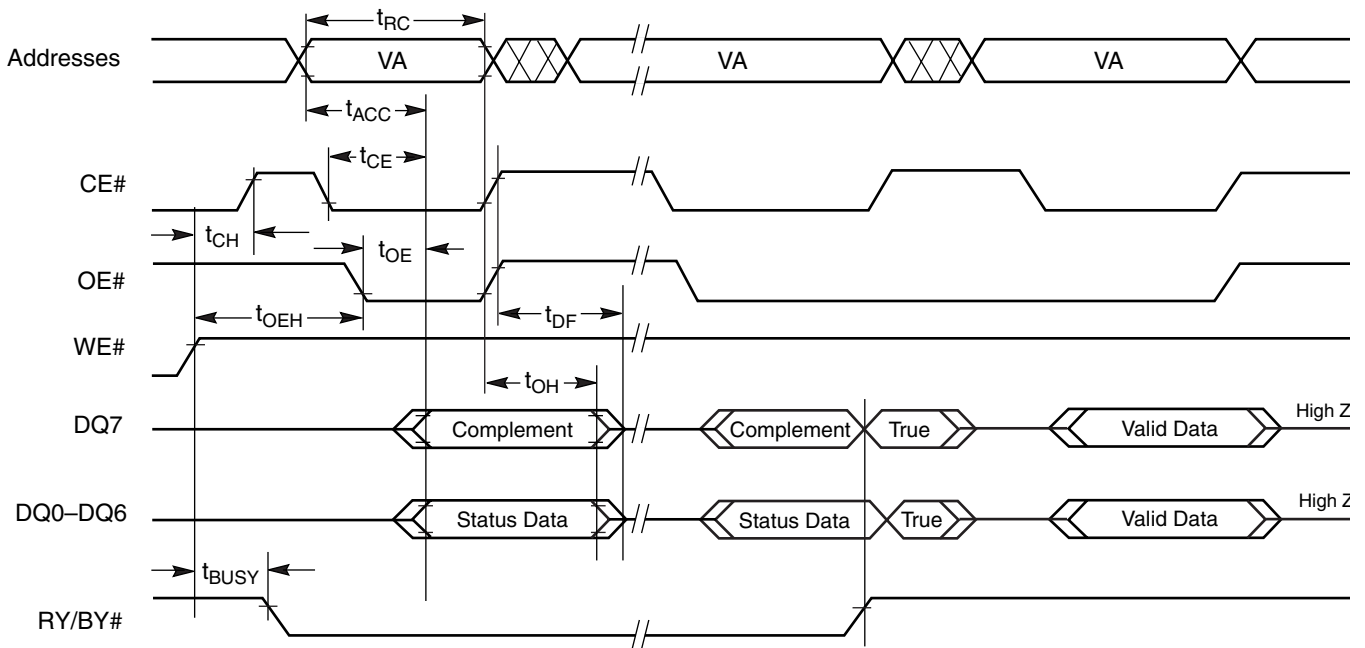 tRC
Addresses VA VA VA
tACC
tCE
CE#
tCH
tOE
OE#
tOEH
tDF
WE#
tOH
DQ7 Complement Complement True Valid Data High Z
DQ0–DQ6 Status Data Status Data True Valid Data High Z
tBUSY
RY/BY#